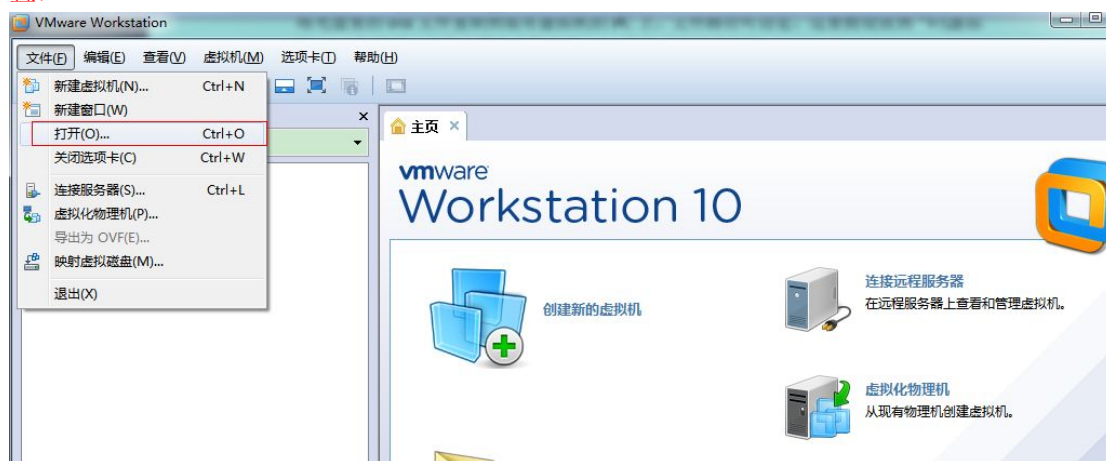 VMware Workstation
文件(F) 编辑(E) 查看(V) 虚拟机(M) 选项卡(T) 帮助(H)
新建虚拟机(N)... Ctrl+N
新建窗口(W)
打开(O)... Ctrl+O
关闭选项卡(C) Ctrl+W
连接服务器(S)... Ctrl+L
虚拟化物理机(P)...
导出为 OVF(E)...
映射虚拟磁盘(M)...
退出(X)
主页
vmware
Workstation 10
创建新的虚拟机
连接远程服务器
在远程服务器上查看和管理虚拟机。
虚拟化物理机
从现有物理机创建虚拟机。